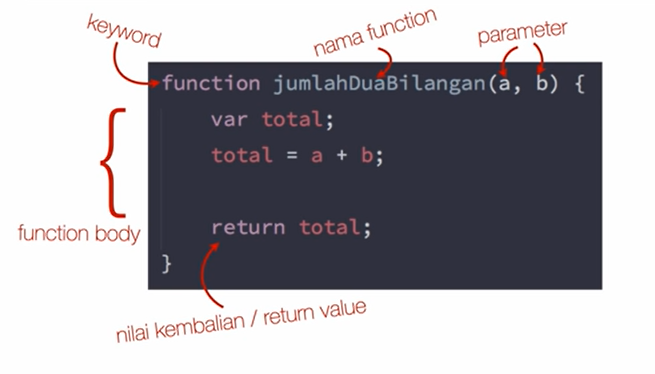 keyword
nama function
parameter
function jumlahDuaBilangan(a, b) {
var total;
total = a + b;
function body
return total;
}
nilai kembalian / return value